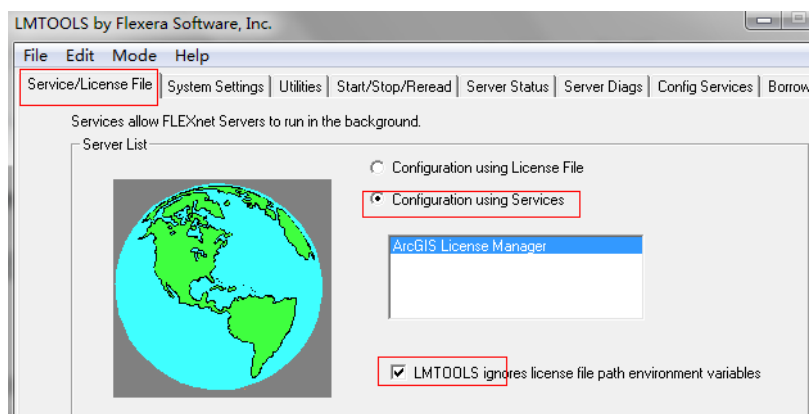 LMTOOLS by Flexera Software, Inc.
File Edit Mode Help
Service/License File System Settings Utilities Start/Stop/Reread Server Status Server Diags Config Services Borrow
Services allow FLEXnet Servers to run in the background.
Server List
Configuration using License File
Configuration using Services
ArcGIS License Manager
LMTOOLS ignores license file path environment variables